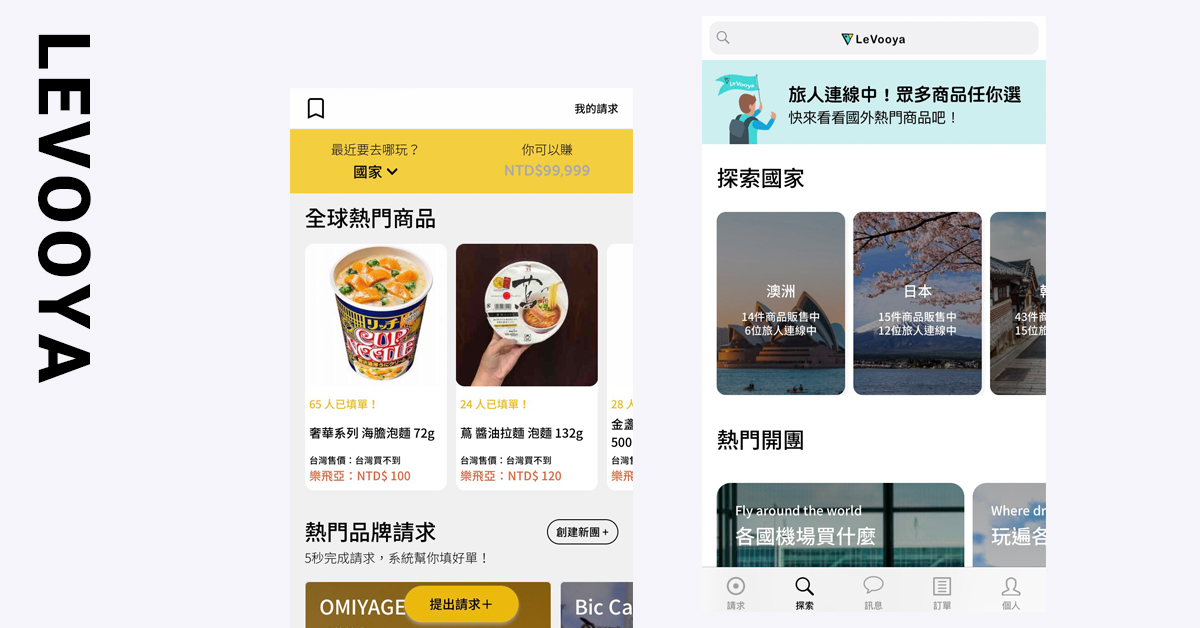 LEVOOYA
我的請求
最近要去哪玩？
國家
你可以賺
NTD$99,999
全球熱門商品
リッチ
CUP
NOODLE
65 人已填單！
奢華系列 海膽泡麵 72g
台灣售價：台灣買不到
樂飛亞：NTD$ 100
24 人已填單！
蔦 醬油拉麵 泡麵 132g
台灣售價：台灣買不到
樂飛亞：NTD$ 120
28 人
金盞
500
台灣售
樂飛
熱門品牌請求
創建新團 +
5秒完成請求，系統幫你填好單！
OMIYAGE
提出請求＋
Bic Ca
LeVooya
LeVooya
旅人連線中！眾多商品任你選
快來看看國外熱門商品吧！
探索國家
澳洲
14件商品販售中
6位旅人連線中
日本
15件商品販售中
12位旅人連線中
韓
43件商
15位旅
熱門開團
Fly around the world
各國機場買什麼
Where dr
玩遍各
請求
探索
訊息
訂單
個人